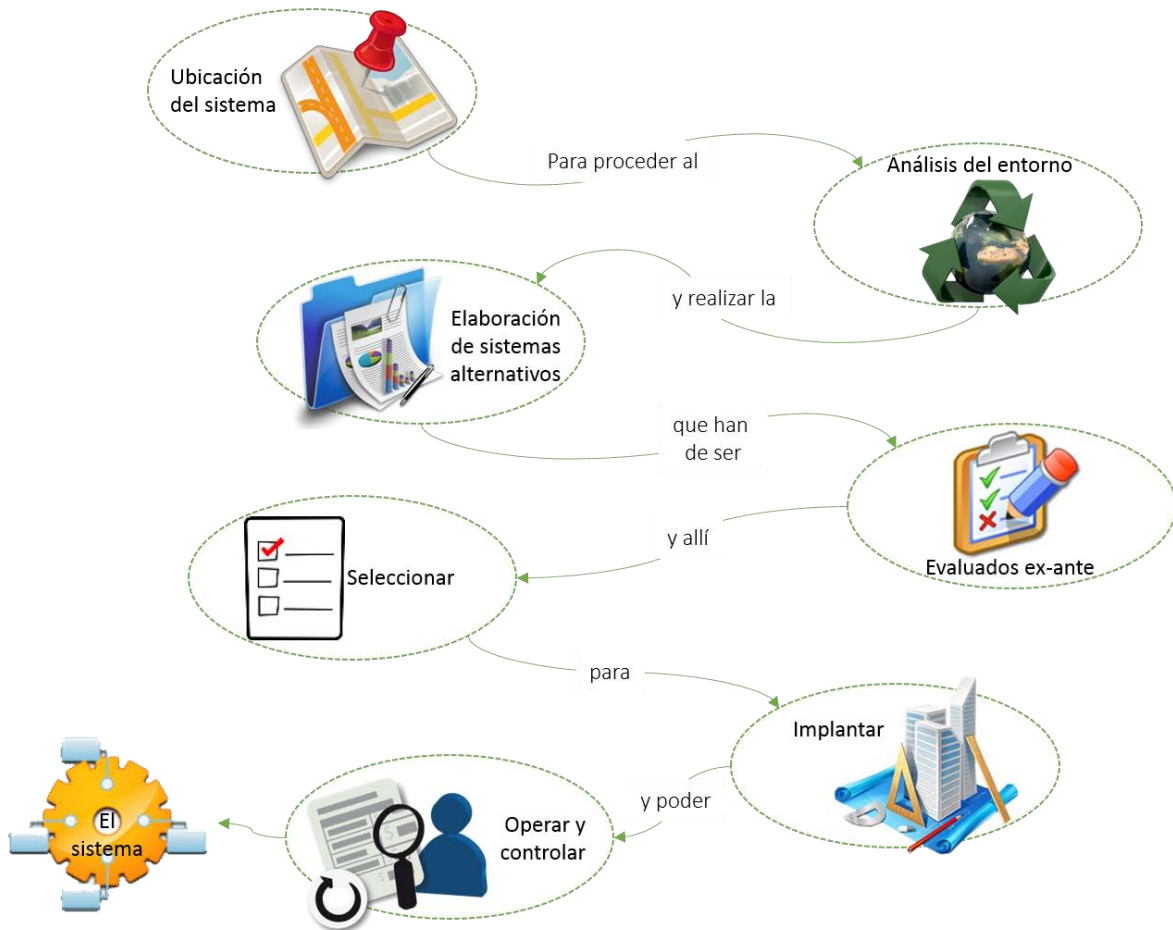 Ubicación
del sistema
Para proceder al
Análisis del entorno
y realizar la
Elaboración
de sistemas
alternativos
que han
de ser
Evaluados ex-ante
y allí
Seleccionar
para
Implantar
y poder
Operar y
controlar
El
sistema